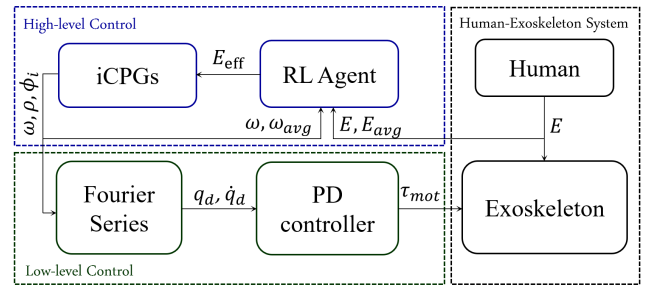 High-level Control
Human-Exoskeleton System
iCPGs
E_eff
RL Agent
Human
ω, ρ, ϕ_i
ω, ω_avg
E, E_avg
E
Fourier
Series
q_d, q̇_d
PD
controller
τ_mot
Exoskeleton
Low-level Control